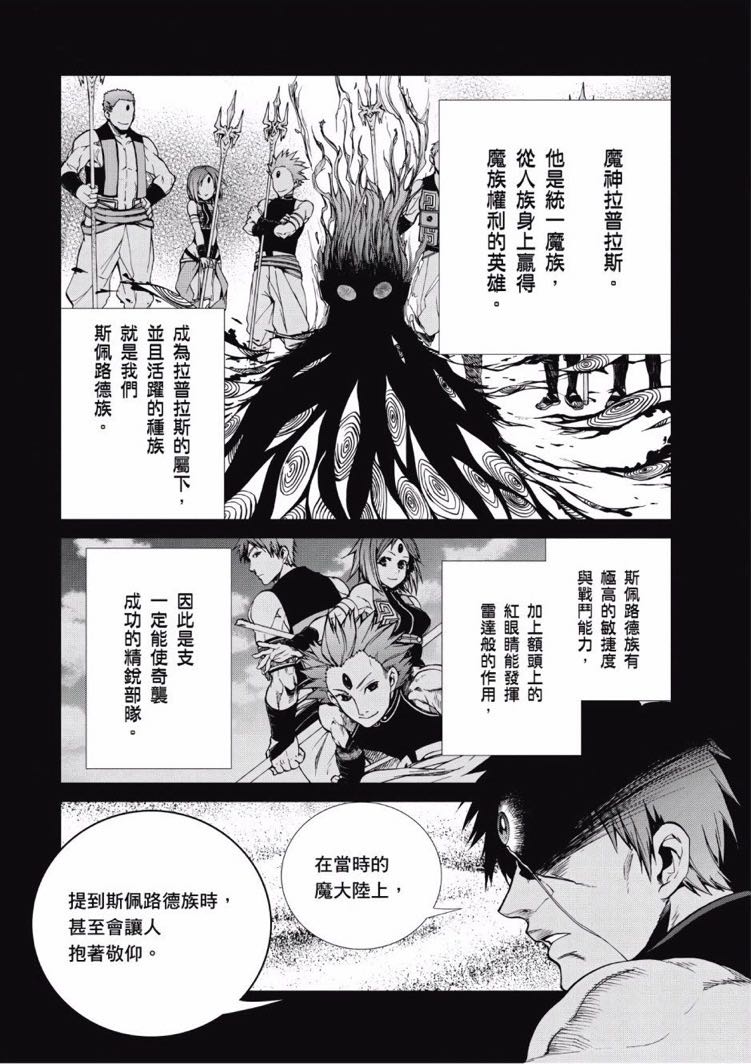 魔神拉普拉斯。
他是統一魔族，
從人族身上贏得
魔族權利的英雄。
成為拉普拉斯的屬下，
並且活躍的種族
就是我們
斯佩路德族。
斯佩路德族有
極高的敏捷度
與戰鬥能力，
加上額頭上的
紅眼睛能發揮
雷達般的作用，
因此是支
一定能使奇襲
成功的精銳部隊。
在當時的
魔大陸上，
提到斯佩路德族時，
甚至會讓人
抱著敬仰。